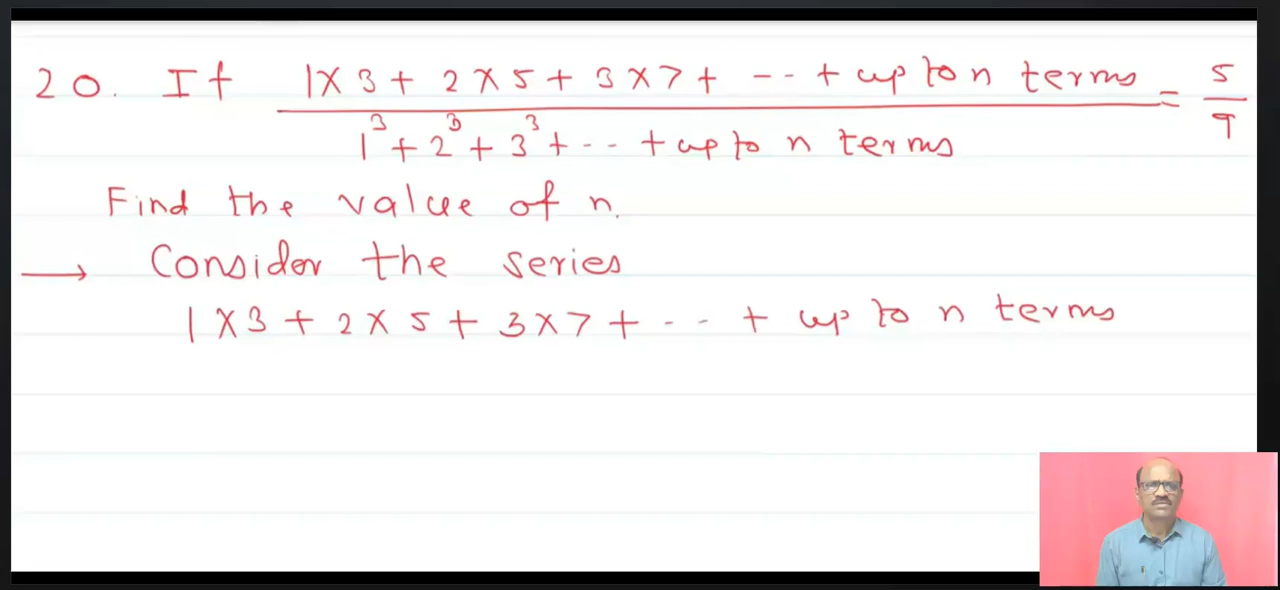 20. If 1×3 + 2×5 + 3×7 + -- + up to n terms / 1³ + 2³ + 3³ + -- + up to n terms = 5/9
Find the value of n.
→ Consider the series
1×3 + 2×5 + 3×7 + -- + up to n terms